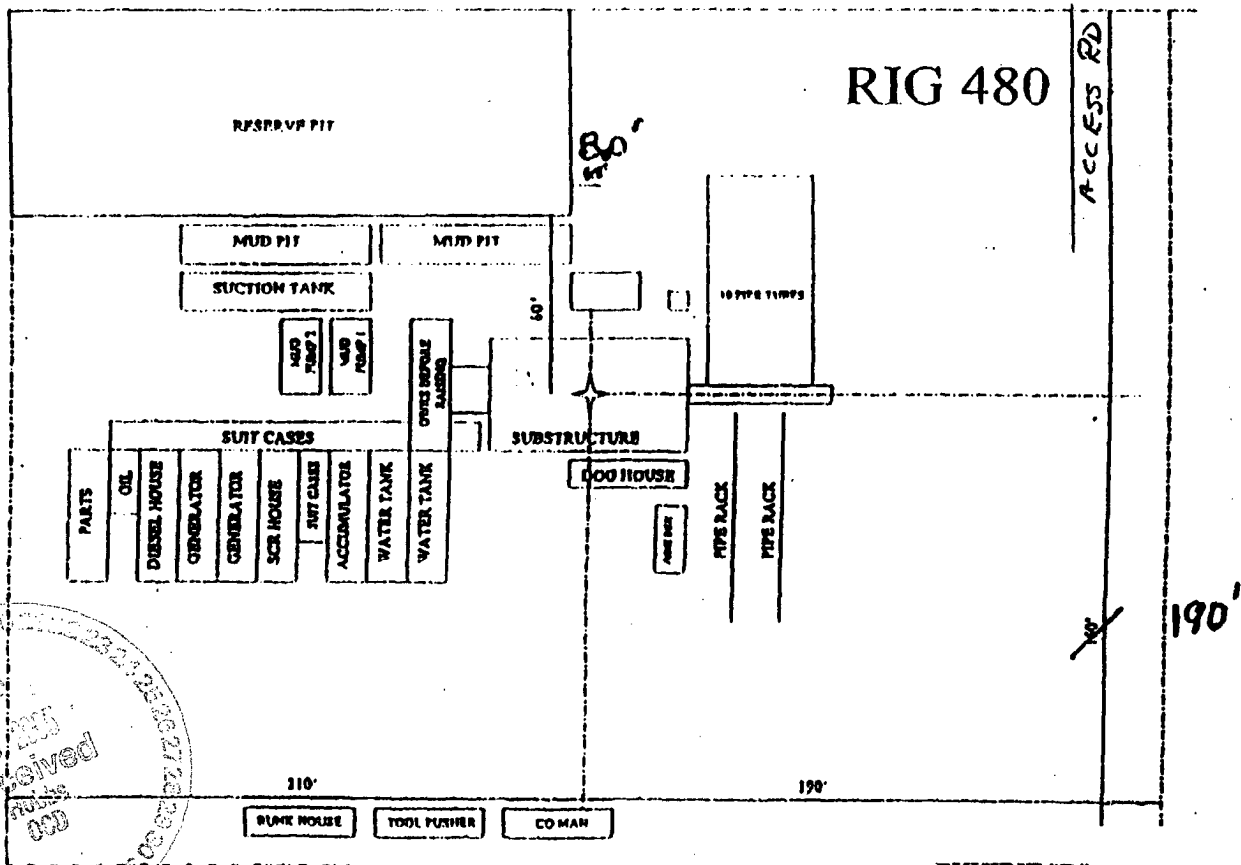 RIG 480
ACCESS RD
RESERVE PIT
80'
MUD PIT
MUD PIT
SUCTION TANK
60'
MUD PUMP 2
MUD PUMP 1
SUIT CASES
SUBSTRUCTURE
DOG HOUSE
PARTS
OIL
DIESEL HOUSE
GENERATOR
GENERATOR
SCR HOUSE
SUIT CASES
ACCUMULATOR
WATER TANK
WATER TANK
PIPE RACK
PIPE RACK
190'
210'
190'
BUNK HOUSE
TOOL PUSHER
CO MAN
Hobbs
OCD